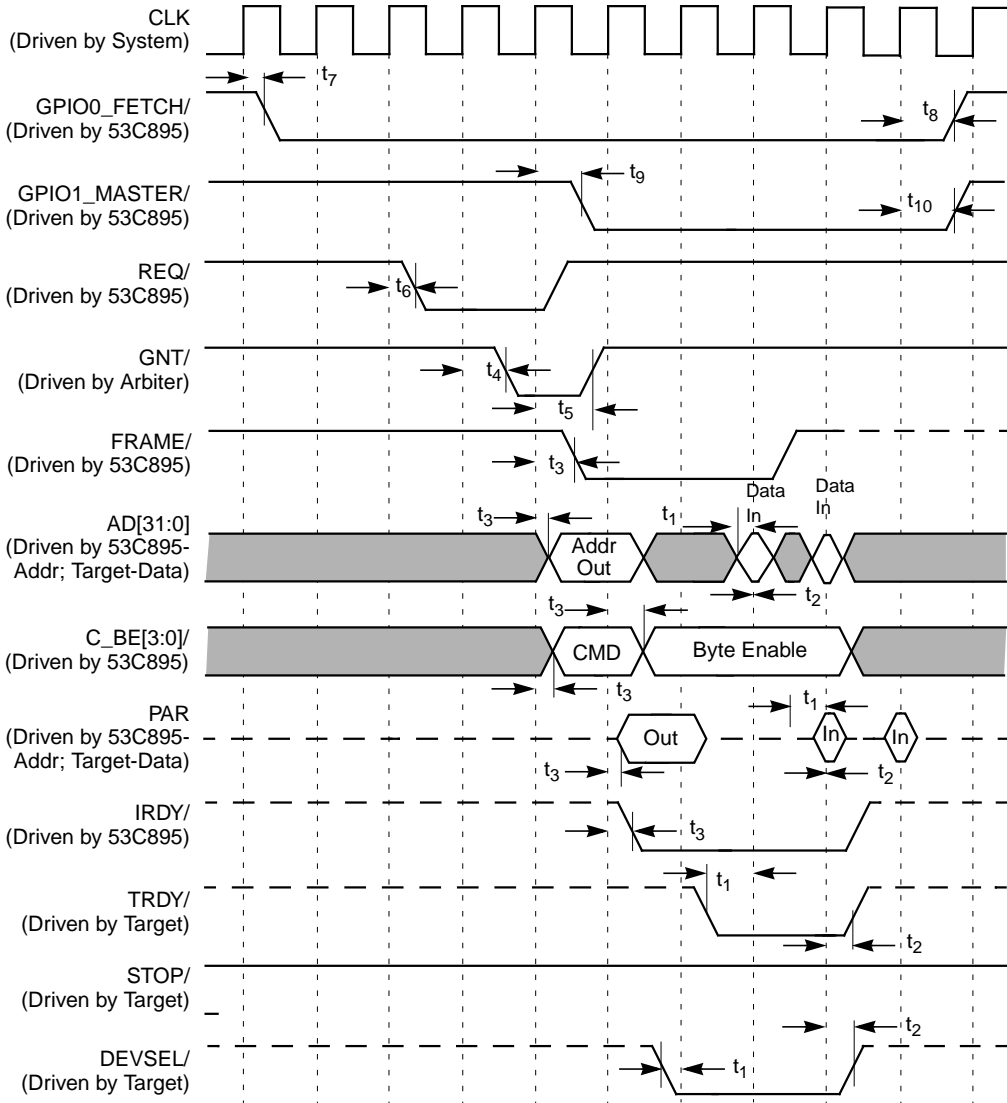 CLK
(Driven by System)
t7
GPIO0_FETCH/
(Driven by 53C895)
t8
GPIO1_MASTER/
(Driven by 53C895)
t9
t10
REQ/
(Driven by 53C895)
t6
GNT/
(Driven by Arbiter)
t4
t5
FRAME/
(Driven by 53C895)
t3
AD[31:0]
(Driven by 53C895-
Addr; Target-Data)
t3
Addr
Out
t1
Data
In
Data
In
t2
C_BE[3:0]/
(Driven by 53C895)
t3
CMD
Byte Enable
t3
PAR
(Driven by 53C895-
Addr; Target-Data)
Out
t1
In
In
t3
t2
IRDY/
(Driven by 53C895)
t3
TRDY/
(Driven by Target)
t1
t2
STOP/
(Driven by Target)
DEVSEL/
(Driven by Target)
t2
t1